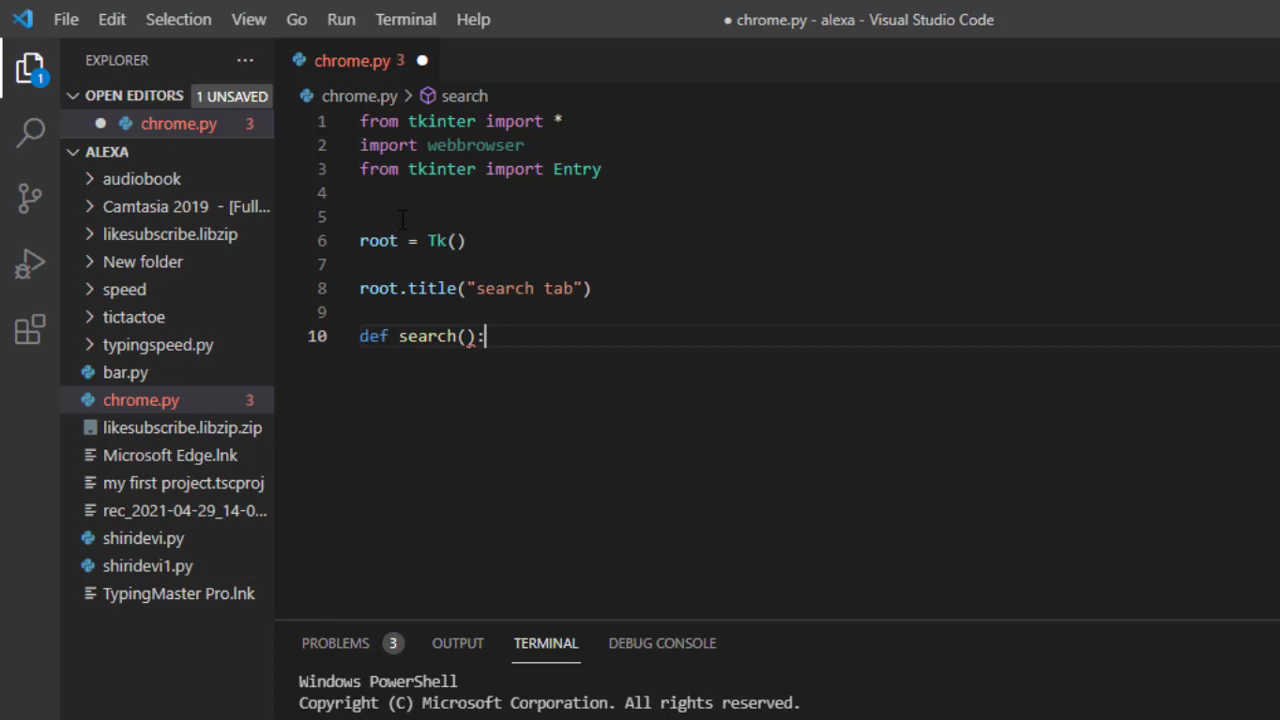 File Edit Selection View Go Run Terminal Help ● chrome.py - alexa - Visual Studio Code
EXPLORER ...
chrome.py 3 ●
OPEN EDITORS 1 UNSAVED
chrome.py > search
● chrome.py 3
ALEXA
audiobook
Camtasia 2019 - [Full...
likesubscribe.libzip
New folder
speed
tictactoe
typingspeed.py
bar.py
chrome.py 3
likesubscribe.libzip.zip
Microsoft Edge.lnk
my first project.tscproj
rec_2021-04-29_14-0...
shiridevi.py
shiridevi1.py
TypingMaster Pro.lnk
1
1 from tkinter import *
2 import webbrowser
3 from tkinter import Entry
4
5
6 root = Tk()
7
8 root.title("search tab")
9
10 def search():
PROBLEMS 3 OUTPUT TERMINAL DEBUG CONSOLE
Windows PowerShell
Copyright (C) Microsoft Corporation. All rights reserved.